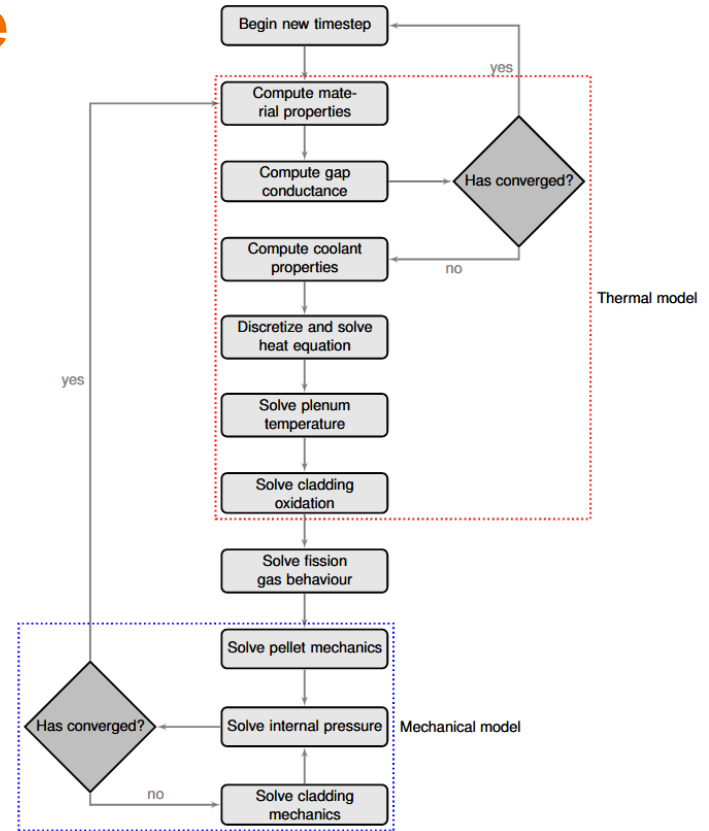 e
Begin new timestep
yes
Compute mate-
rial properties
Compute gap
conductance
Has converged?
Compute coolant
properties
no
Thermal model
Discretize and solve
heat equation
yes
Solve plenum
temperature
Solve cladding
oxidation
Solve fission
gas behaviour
Solve pellet mechanics
Has converged?
Solve internal pressure
Mechanical model
no
Solve cladding
mechanics